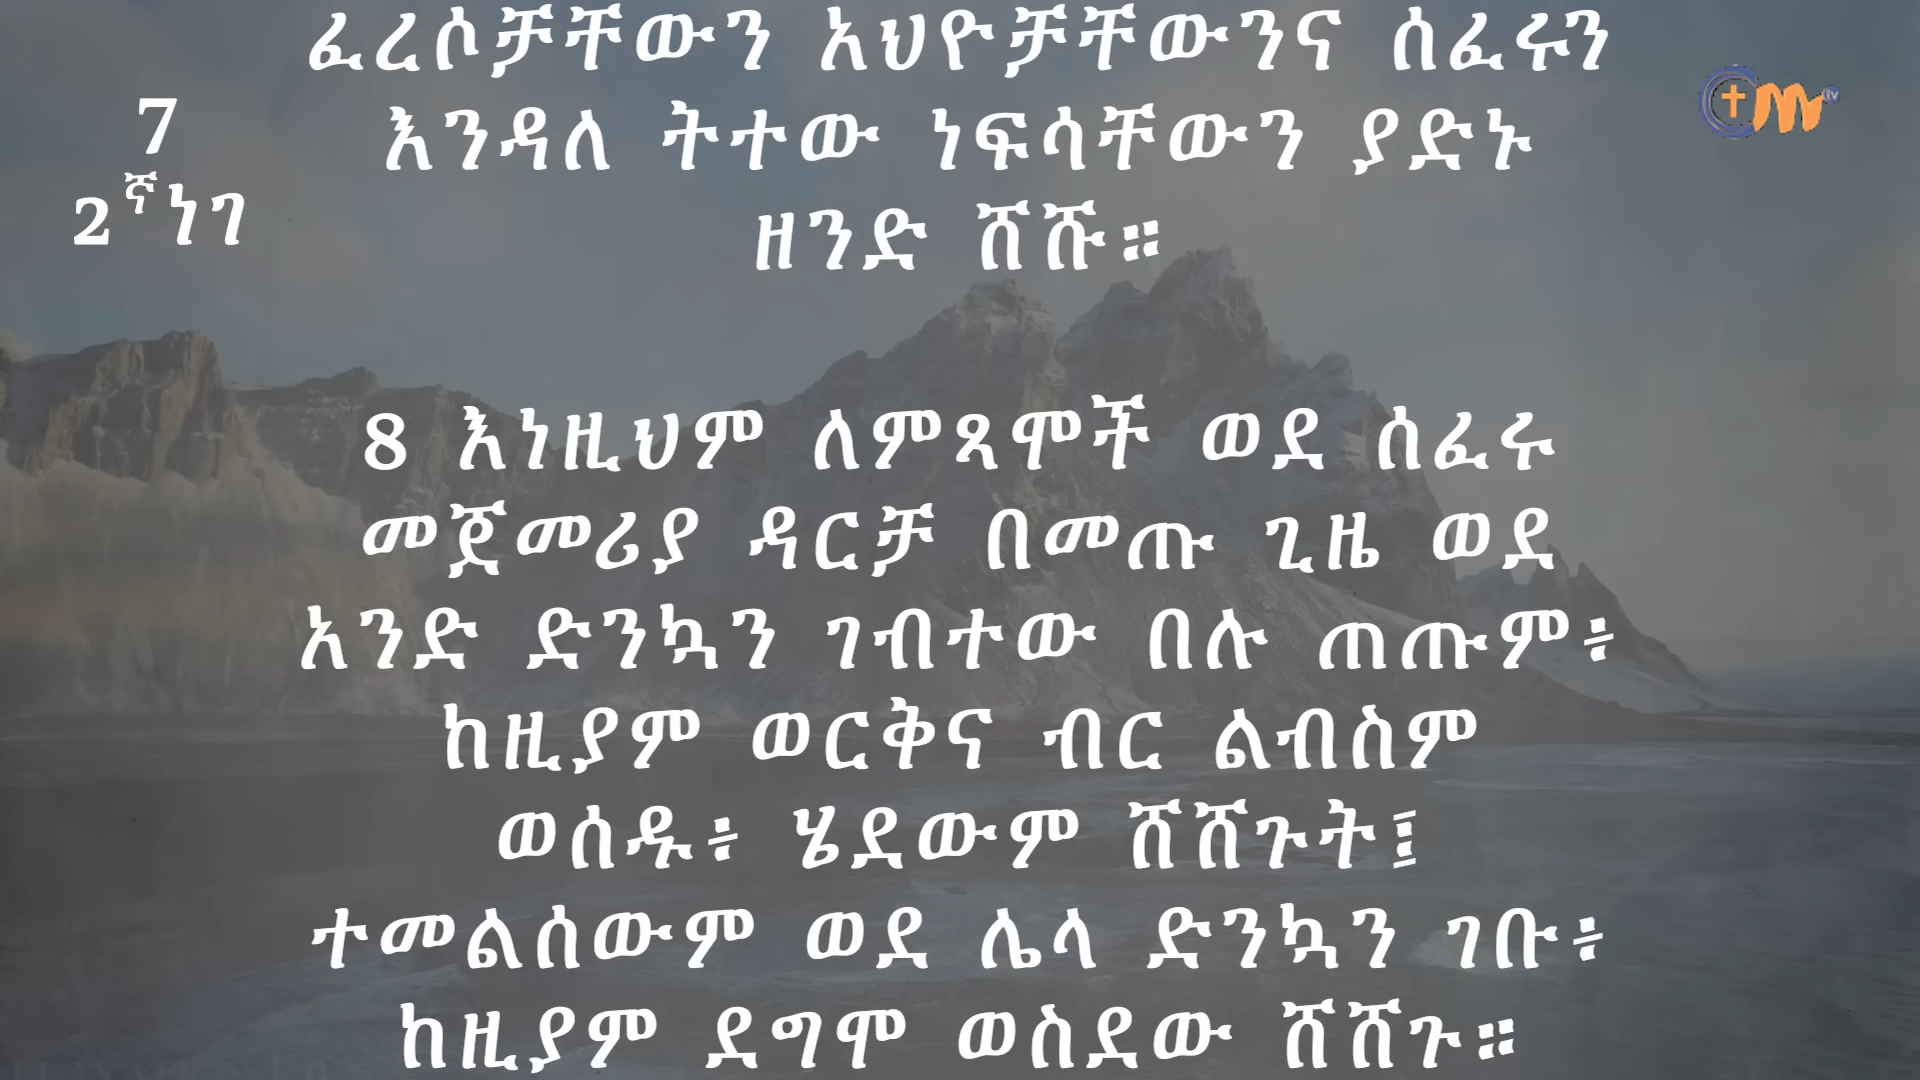 ፈረሶቻቸውን አህዮቻቸውንና ሰፈሩን
እንዳለ ትተው ነፍሳቸውን ያድኑ
ዘንድ ሸሹ።
7
2ኛነገ
8 እነዚህም ለምጻሞች ወደ ሰፈሩ
መጀመሪያ ዳርቻ በመጡ ጊዜ ወደ
አንድ ድንኳን ገብተው በሉ ጠጡም፥
ከዚያም ወርቅና ብር ልብስም
ወሰዱ፥ ሄደውም ሸሸጉት፤
ተመልሰውም ወደ ሌላ ድንኳን ገቡ፥
ከዚያም ደግሞ ወስደው ሸሸጉ።